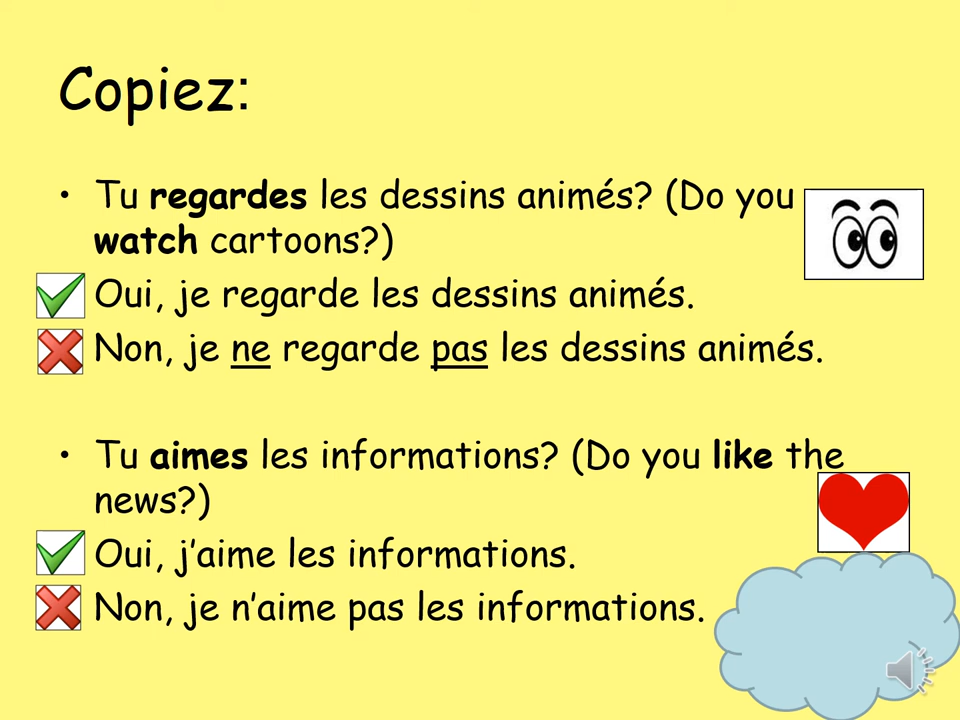 Copiez:
• Tu regardes les dessins animés? (Do you
watch cartoons?)
Oui, je regarde les dessins animés.
Non, je ne regarde pas les dessins animés.
• Tu aimes les informations? (Do you like the
news?)
Oui, j’aime les informations.
Non, je n’aime pas les informations.